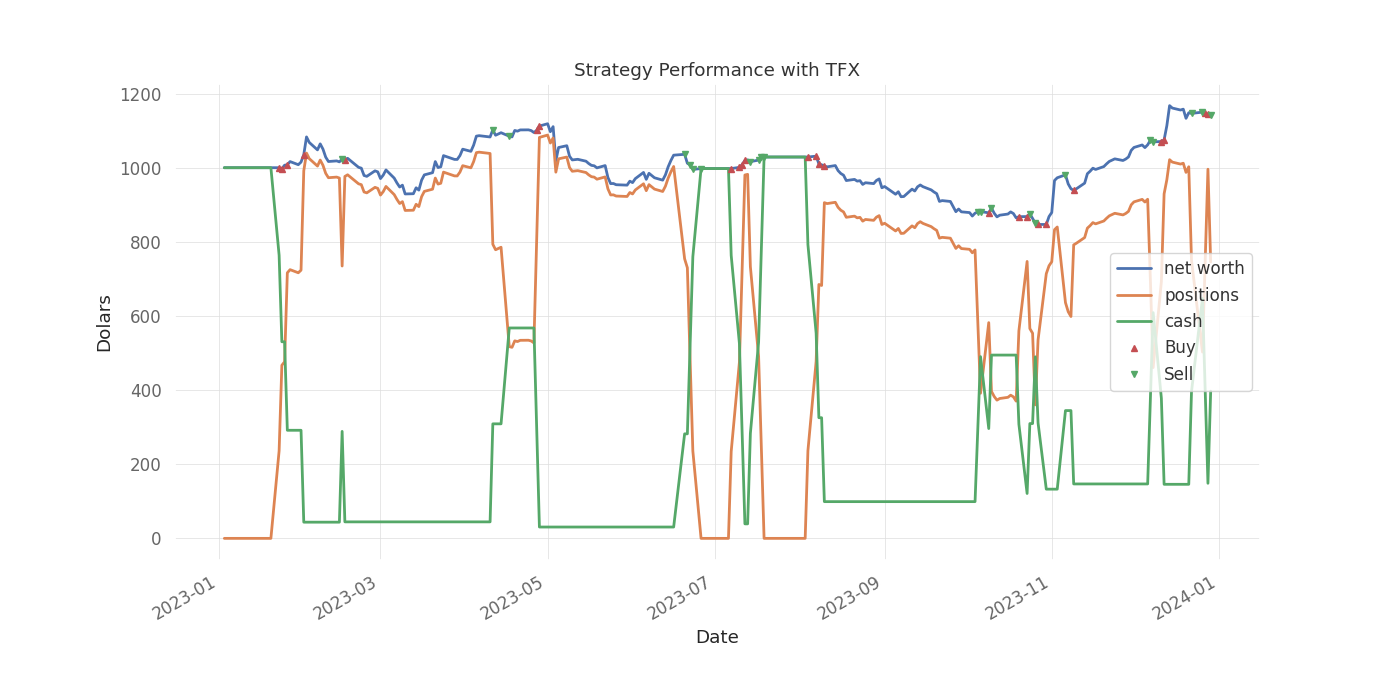 Strategy Performance with TFX
1200
1000
800
600
400
200
0
Dolars
net worth
positions
cash
Buy
Sell
2023-01
2023-03
2023-05
2023-07
2023-09
2023-11
2024-01
Date